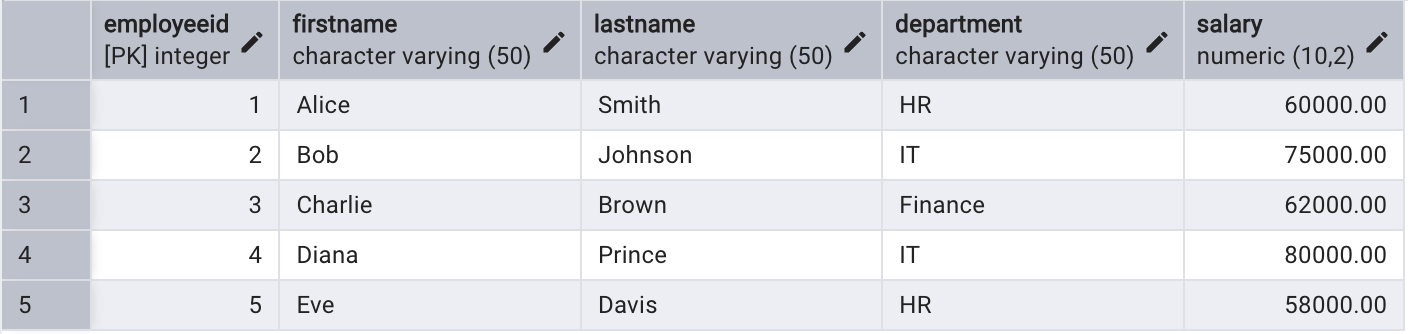 employeeid firstname lastname department salary
[PK] integer character varying (50) character varying (50) character varying (50) numeric (10,2)
1 1 Alice Smith HR 60000.00
2 2 Bob Johnson IT 75000.00
3 3 Charlie Brown Finance 62000.00
4 4 Diana Prince IT 80000.00
5 5 Eve Davis HR 58000.00